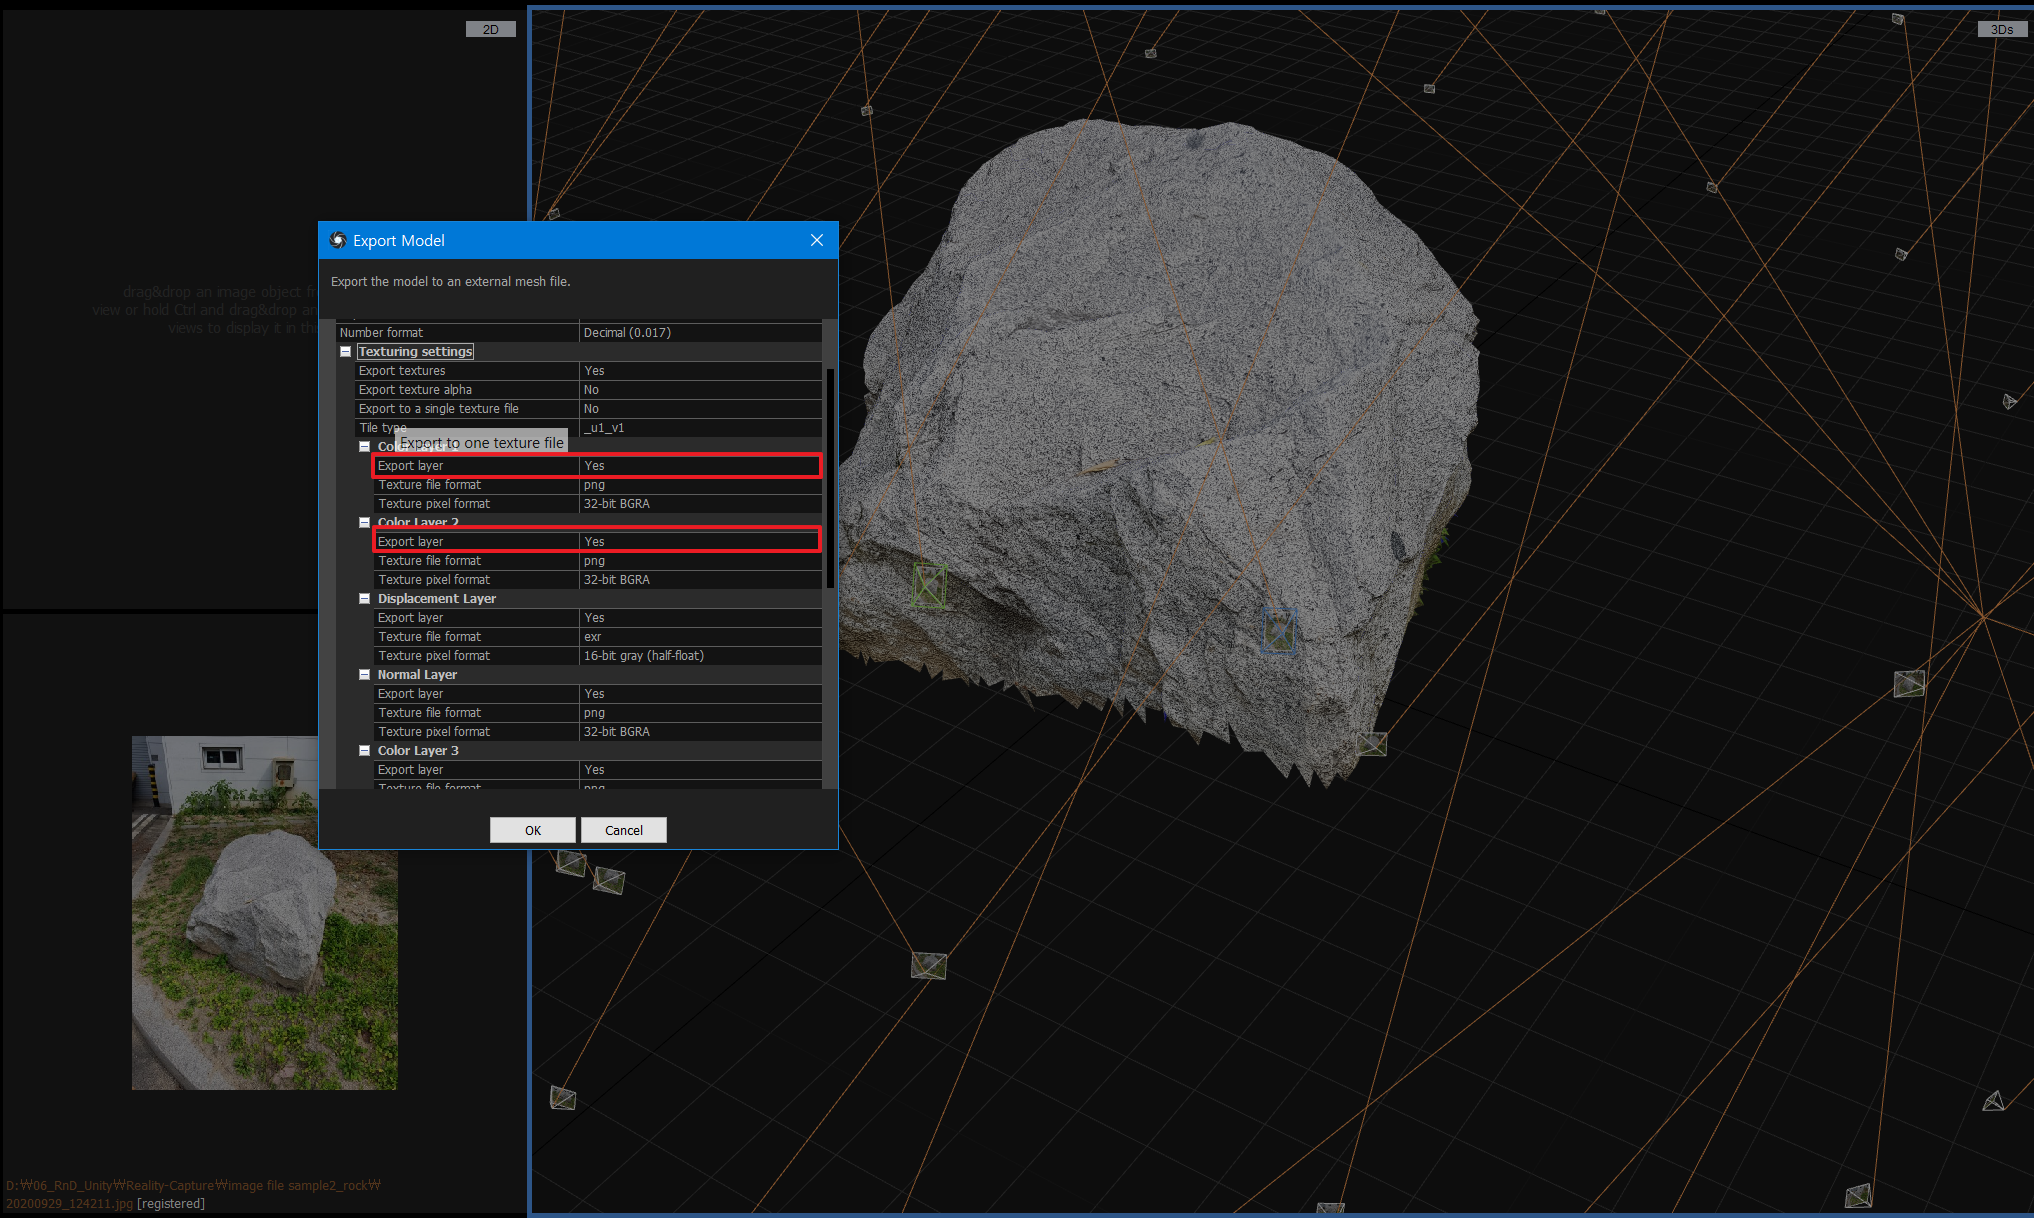 2D
3Ds
drag&drop an image object fr
view or hold Ctrl and drag&drop an
views to display it in th
Export Model
Export the model to an external mesh file.
Number format Decimal (0.017)
Texturing settings
Export textures Yes
Export texture alpha No
Export to a single texture file No
Tile type _u1_v1
Export to one texture file
Export layer Yes
Texture file format png
Texture pixel format 32-bit BGRA
Color Layer 2
Export layer Yes
Texture file format png
Texture pixel format 32-bit BGRA
Displacement Layer
Export layer Yes
Texture file format exr
Texture pixel format 16-bit gray (half-float)
Normal Layer
Export layer Yes
Texture file format png
Texture pixel format 32-bit BGRA
Color Layer 3
Export layer Yes
Texture file format png
OK Cancel
D:₩06_RnD_Unity₩Reality-Capture₩image file sample2_rock₩
20200929_124211.jpg [registered]